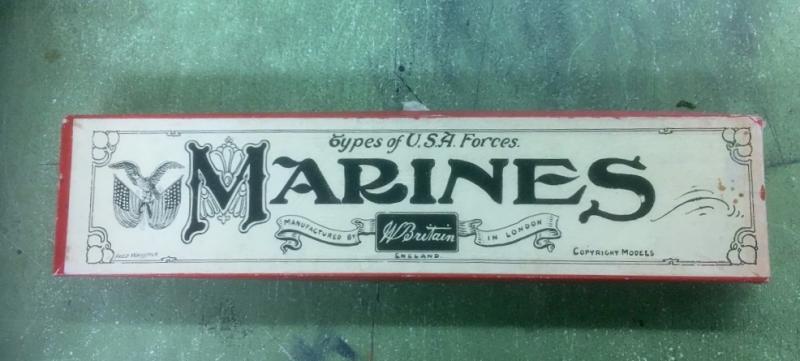 Types of U.S.A. Forces.
MARINES
MANUFACTURED BY W Britain IN LONDON
ENGLAND
COPYRIGHT MODELS